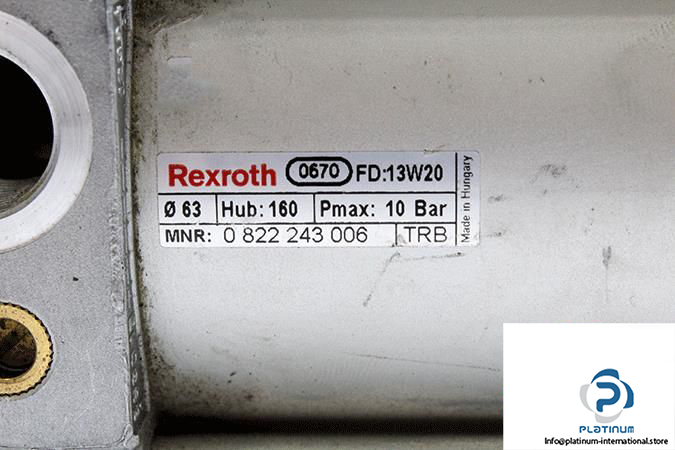 Rexroth 0670 FD:13W20
Ø 63 Hub: 160 Pmax: 10 Bar
MNR: 0 822 243 006 TRB
Made in Hungary
PLATINUM
Info@platinum-international.store